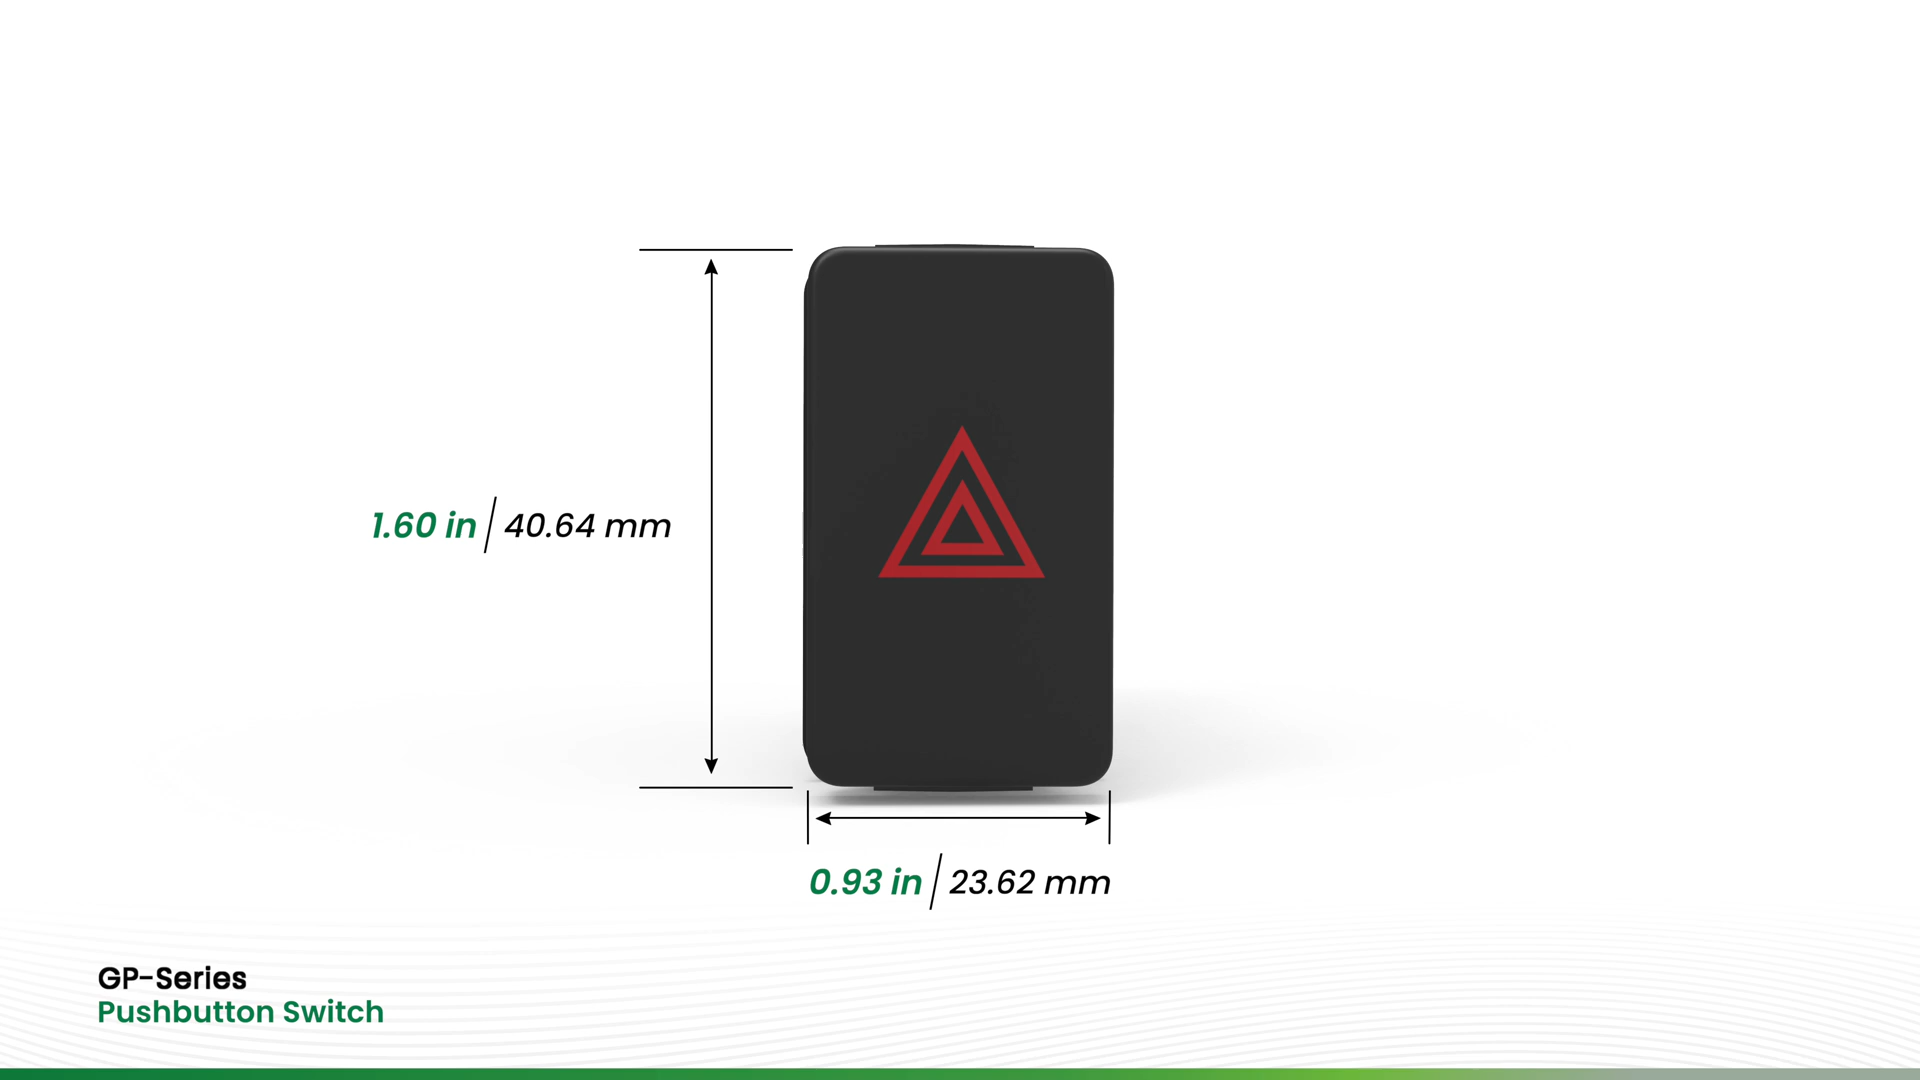 1.60 in / 40.64 mm
0.93 in / 23.62 mm
GP-Series
Pushbutton Switch